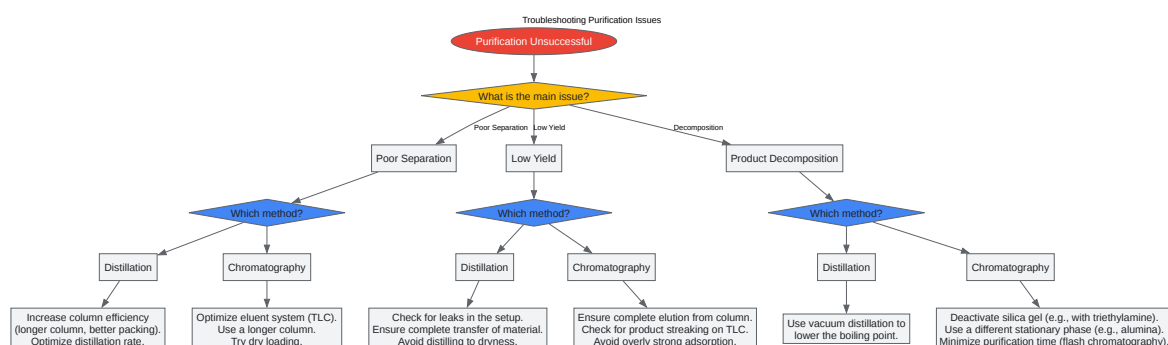 Troubleshooting Purification Issues
Purification Unsuccessful
What is the main issue?
Poor Separation
Low Yield
Decomposition
Poor Separation
Low Yield
Product Decomposition
Which method?
Which method?
Which method?
Distillation
Chromatography
Distillation
Chromatography
Distillation
Chromatography
Increase column efficiency
(longer column, better packing).
Optimize distillation rate.
Optimize eluent system (TLC).
Use a longer column.
Try dry loading.
Check for leaks in the setup.
Ensure complete transfer of material.
Avoid distilling to dryness.
Ensure complete elution from column.
Check for product streaking on TLC.
Avoid overly strong adsorption.
Use vacuum distillation to
lower the boiling point.
Deactivate silica gel (e.g., with triethylamine).
Use a different stationary phase (e.g., alumina).
Minimize purification time (flash chromatography).